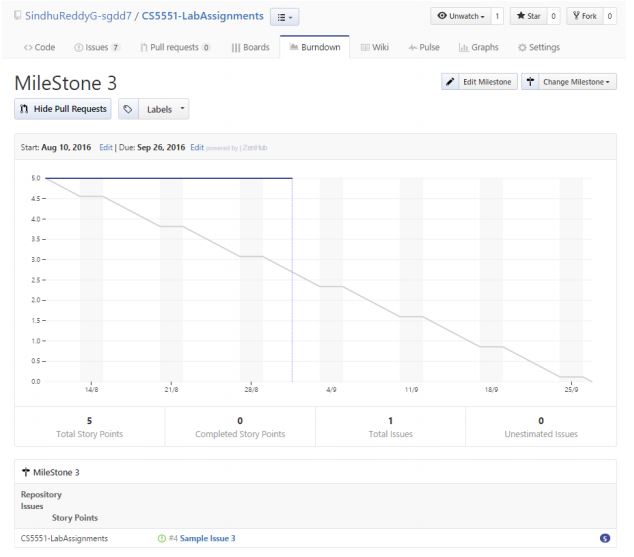 SindhuReddyG-sgdd7 / CS5551-LabAssignments
Unwatch 1 Star 0 Fork 0
Code Issues 7 Pull requests 0 Boards Burndown Wiki Pulse Graphs Settings
MileStone 3
Edit Milestone Change Milestone
Hide Pull Requests Labels
Start: Aug 10, 2016 Edit | Due: Sep 26, 2016 Edit powered by | ZenHub
5.0
4.5
4.0
3.5
3.0
2.5
2.0
1.5
1.0
0.5
0.0
14/8 21/8 28/8 4/9 11/9 18/9 25/9
5 0 1 0
Total Story Points Completed Story Points Total Issues Unestimated Issues
MileStone 3
Repository
Issues
Story Points
CS5551-LabAssignments #4 Sample Issue 3 5